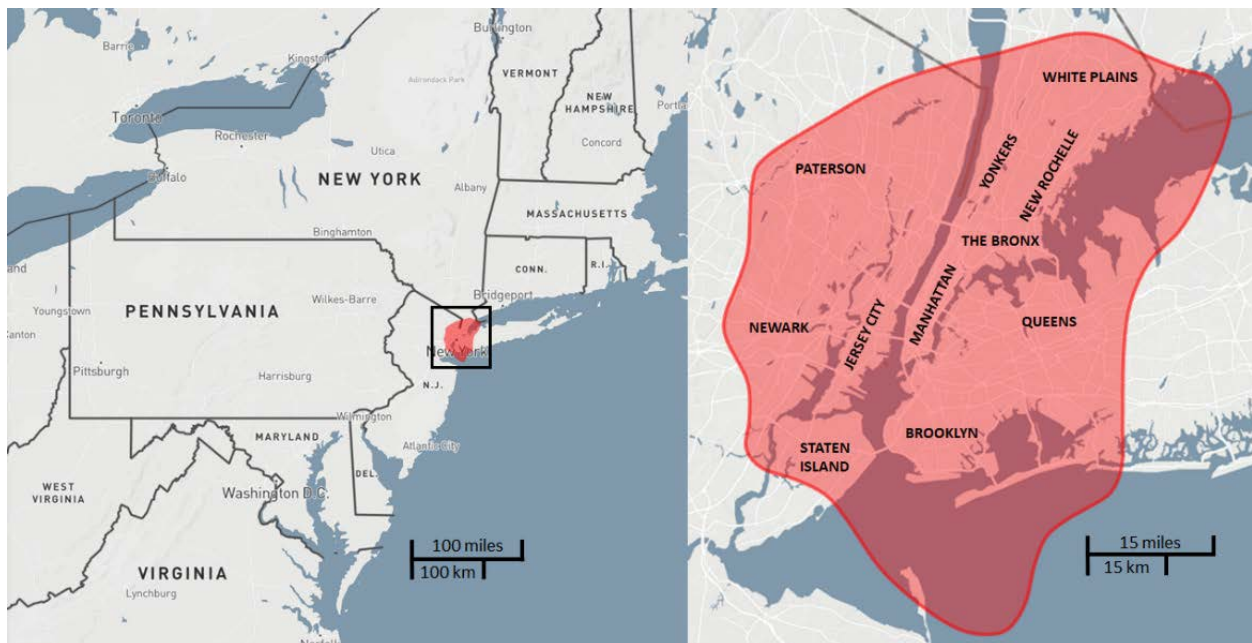 Barrie
Kingston
Burlington
Adirondack Park
VERMONT
NEW
HAMPSHIRE
Concord
Toronto
Rochester
Utica
NEW YORK
Albany
MASSACHUSETTS
Binghamton
CONN.
R.I.
Bridgeport
Youngstown
Canton
PENNSYLVANIA
Wilkes-Barre
New York
Pittsburgh
Harrisburg
N.J.
Wilmington
MARYLAND
Atlantic City
DEL.
WEST
VIRGINIA
Washington D.C.
VIRGINIA
Lynchburg
100 miles
100 km
WHITE PLAINS
PATERSON
YONKERS
NEW ROCHELLE
THE BRONX
MANHATTAN
NEWARK
JERSEY CITY
QUEENS
BROOKLYN
STATEN
ISLAND
15 miles
15 km